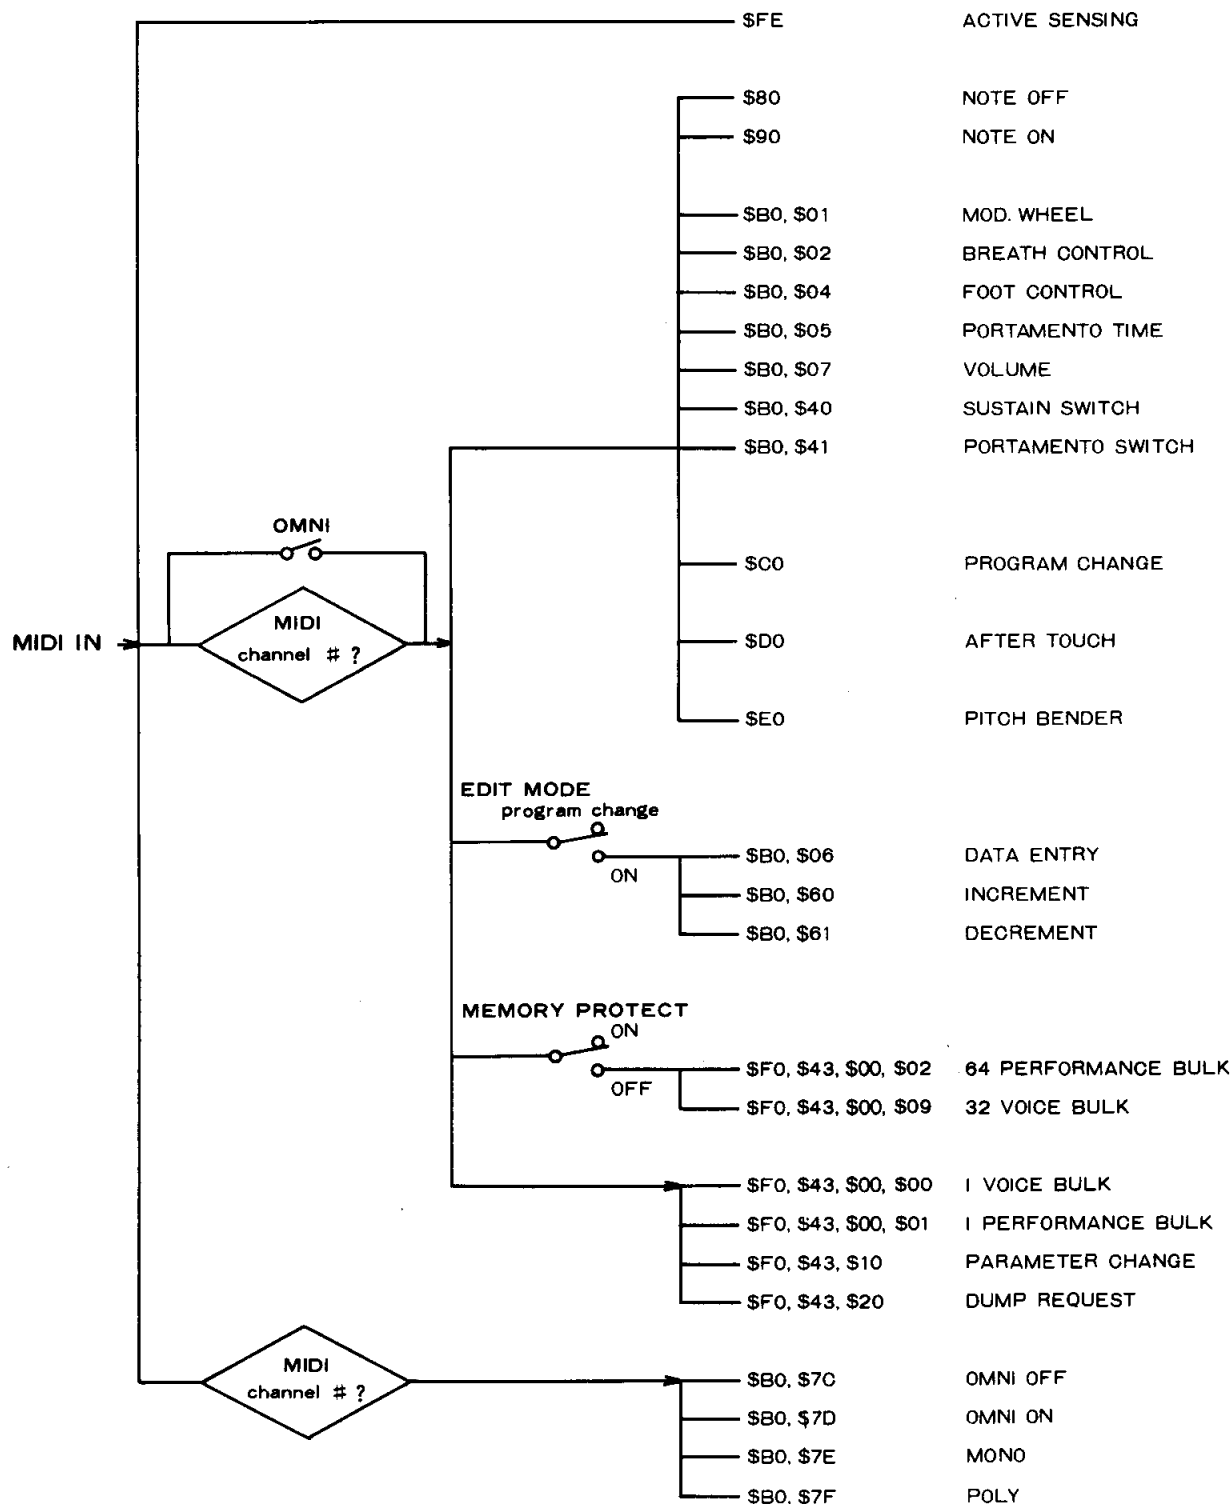 $FE ACTIVE SENSING
$80 NOTE OFF
$90 NOTE ON
$B0, $01 MOD. WHEEL
$B0, $02 BREATH CONTROL
$B0, $04 FOOT CONTROL
$B0, $05 PORTAMENTO TIME
$B0, $07 VOLUME
$B0, $40 SUSTAIN SWITCH
$B0, $41 PORTAMENTO SWITCH
OMNI
$C0 PROGRAM CHANGE
MIDI IN
MIDI
channel # ?
$D0 AFTER TOUCH
$E0 PITCH BENDER
EDIT MODE
program change
ON
$B0, $06 DATA ENTRY
$B0, $60 INCREMENT
$B0, $61 DECREMENT
MEMORY PROTECT
ON
OFF
$F0, $43, $00, $02 64 PERFORMANCE BULK
$F0, $43, $00, $09 32 VOICE BULK
$F0, $43, $00, $00 1 VOICE BULK
$F0, $43, $00, $01 1 PERFORMANCE BULK
$F0, $43, $10 PARAMETER CHANGE
$F0, $43, $20 DUMP REQUEST
MIDI
channel # ?
$B0, $7C OMNI OFF
$B0, $7D OMNI ON
$B0, $7E MONO
$B0, $7F POLY